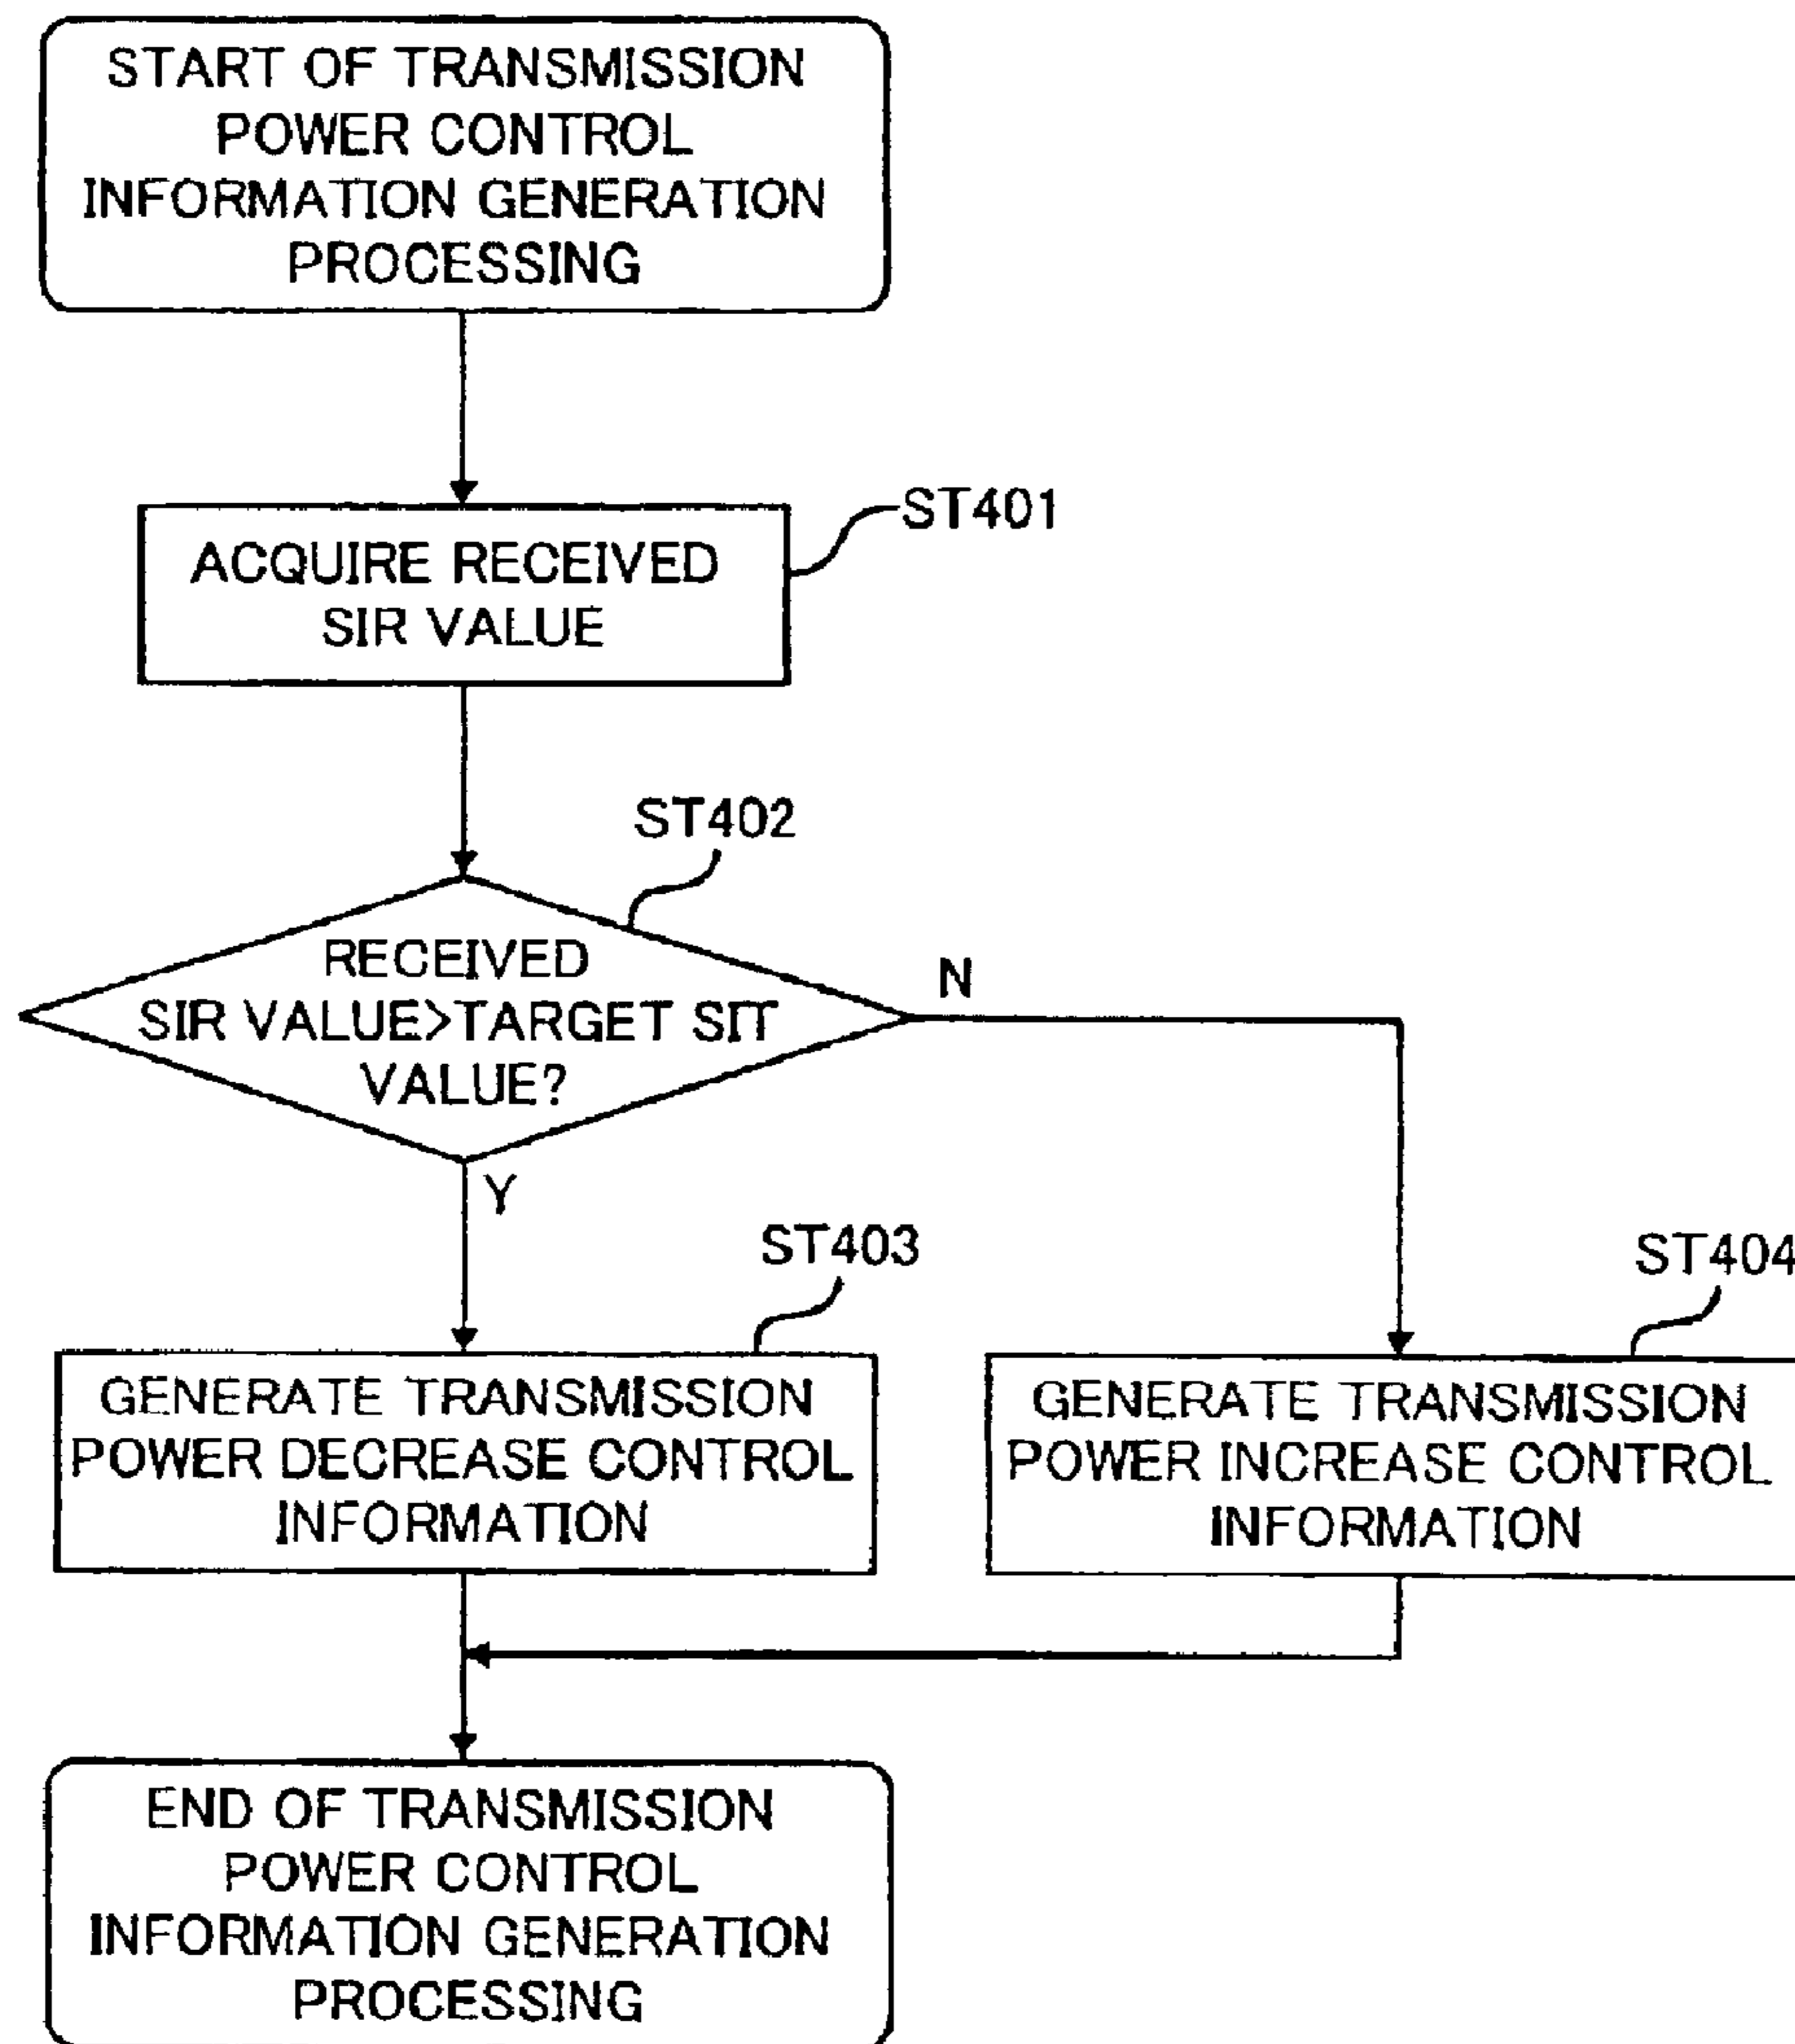 START OF TRANSMISSION
POWER CONTROL
INFORMATION GENERATION
PROCESSING
ST401
ACQUIRE RECEIVED
SIR VALUE
ST402
RECEIVED
SIR VALUE>TARGET SIT
VALUE?
N
Y
ST403
GENERATE TRANSMISSION
POWER DECREASE CONTROL
INFORMATION
ST404
GENERATE TRANSMISSION
POWER INCREASE CONTROL
INFORMATION
END OF TRANSMISSION
POWER CONTROL
INFORMATION GENERATION
PROCESSING